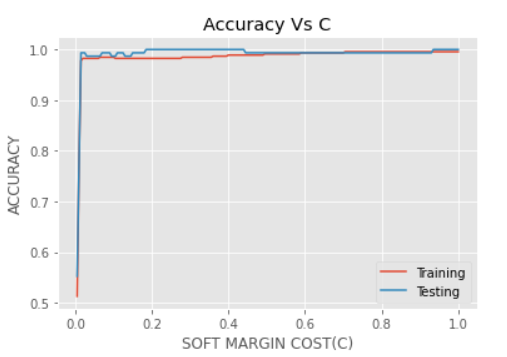 Accuracy Vs C
ACCURACY
1.0
0.9
0.8
0.7
0.6
0.5
0.0 0.2 0.4 0.6 0.8 1.0
SOFT MARGIN COST(C)
Training
Testing